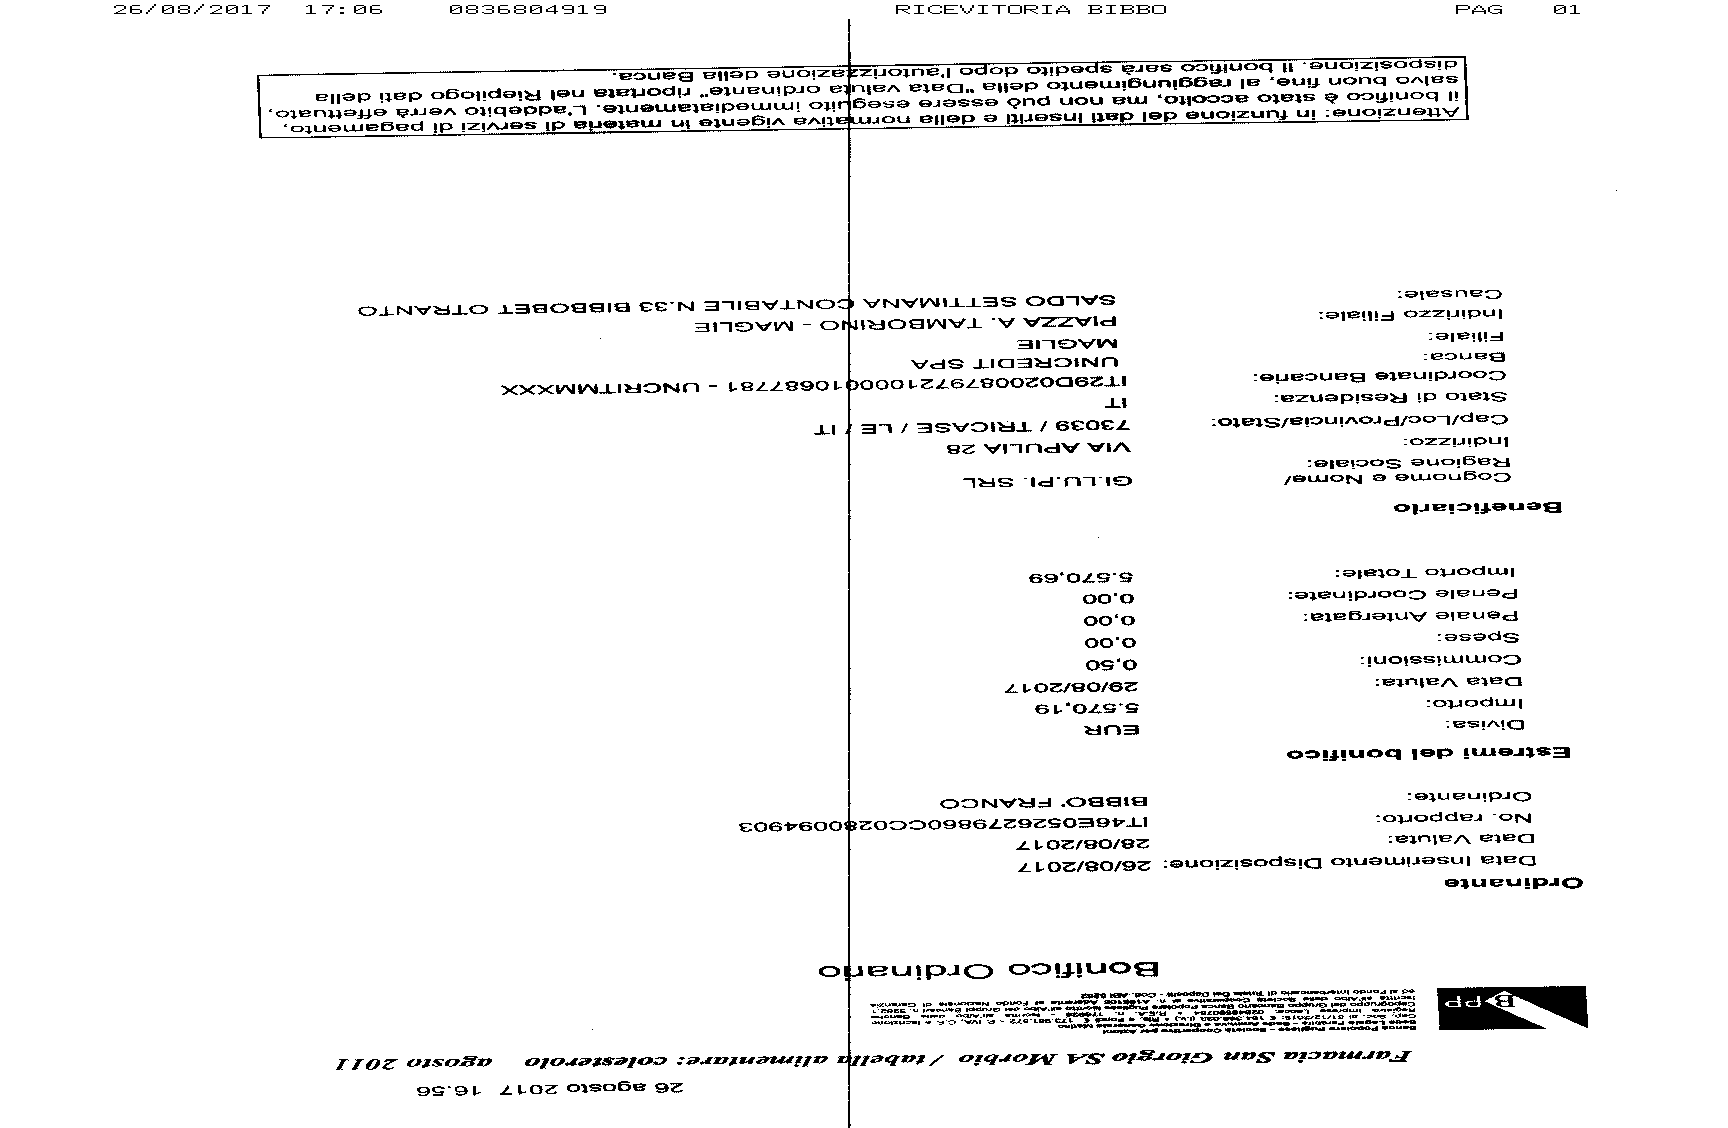 26/08/2017 17:06 0836804919 RICEVITORIA BIBBO PAG 01
26 agosto 2017 16.56
Farmacia San Giorgio SA Morbio / tabella alimentare: colesterolo agosto 2011
BPP
Banca Popolare Pugliese - Società Cooperativa per Azioni
Bonifico Ordinario
Ordinante
Data Inserimento Disposizione: 26/08/2017
Data Valuta: 28/08/2017
No. rapporto: IT46E0526279860CC0280094903
Ordinante: BIBBO' FRANCO
Estremi del bonifico
Divisa: EUR
Importo: 5.570,19
Data Valuta: 29/08/2017
Commissioni: 0,50
Spese: 0,00
Penale Antergata: 0,00
Penale Coordinate: 0,00
Importo Totale: 5.570,69
Beneficiario
Cognome e Nome/ GI.LU.PI. SRL
Ragione Sociale:
Indirizzo: VIA APULIA 28
Cap/Loc/Provincia/Stato: 73039 / TRICASE / LE / IT
Stato di Residenza: IT
Coordinate Bancarie: IT29D0200879721000010687781 - UNCRITMMXXX
Banca: UNICREDIT SPA
Filiale: MAGLIE
Indirizzo Filiale: PIAZZA A. TAMBORINO - MAGLIE
Causale: SALDO SETTIMANA CONTABILE N.33 BIBBOBET OTRANTO
Attenzione: in funzione dei dati inseriti e della normativa vigente in materia di servizi di pagamento,
il bonifico è stato accolto, ma non può essere eseguito immediatamente. L'addebito verrà effettuato,
salvo buon fine, al raggiungimento della "Data valuta ordinante" riportata nel Riepilogo dati della
disposizione. Il bonifico sarà spedito dopo l'autorizzazione della Banca.